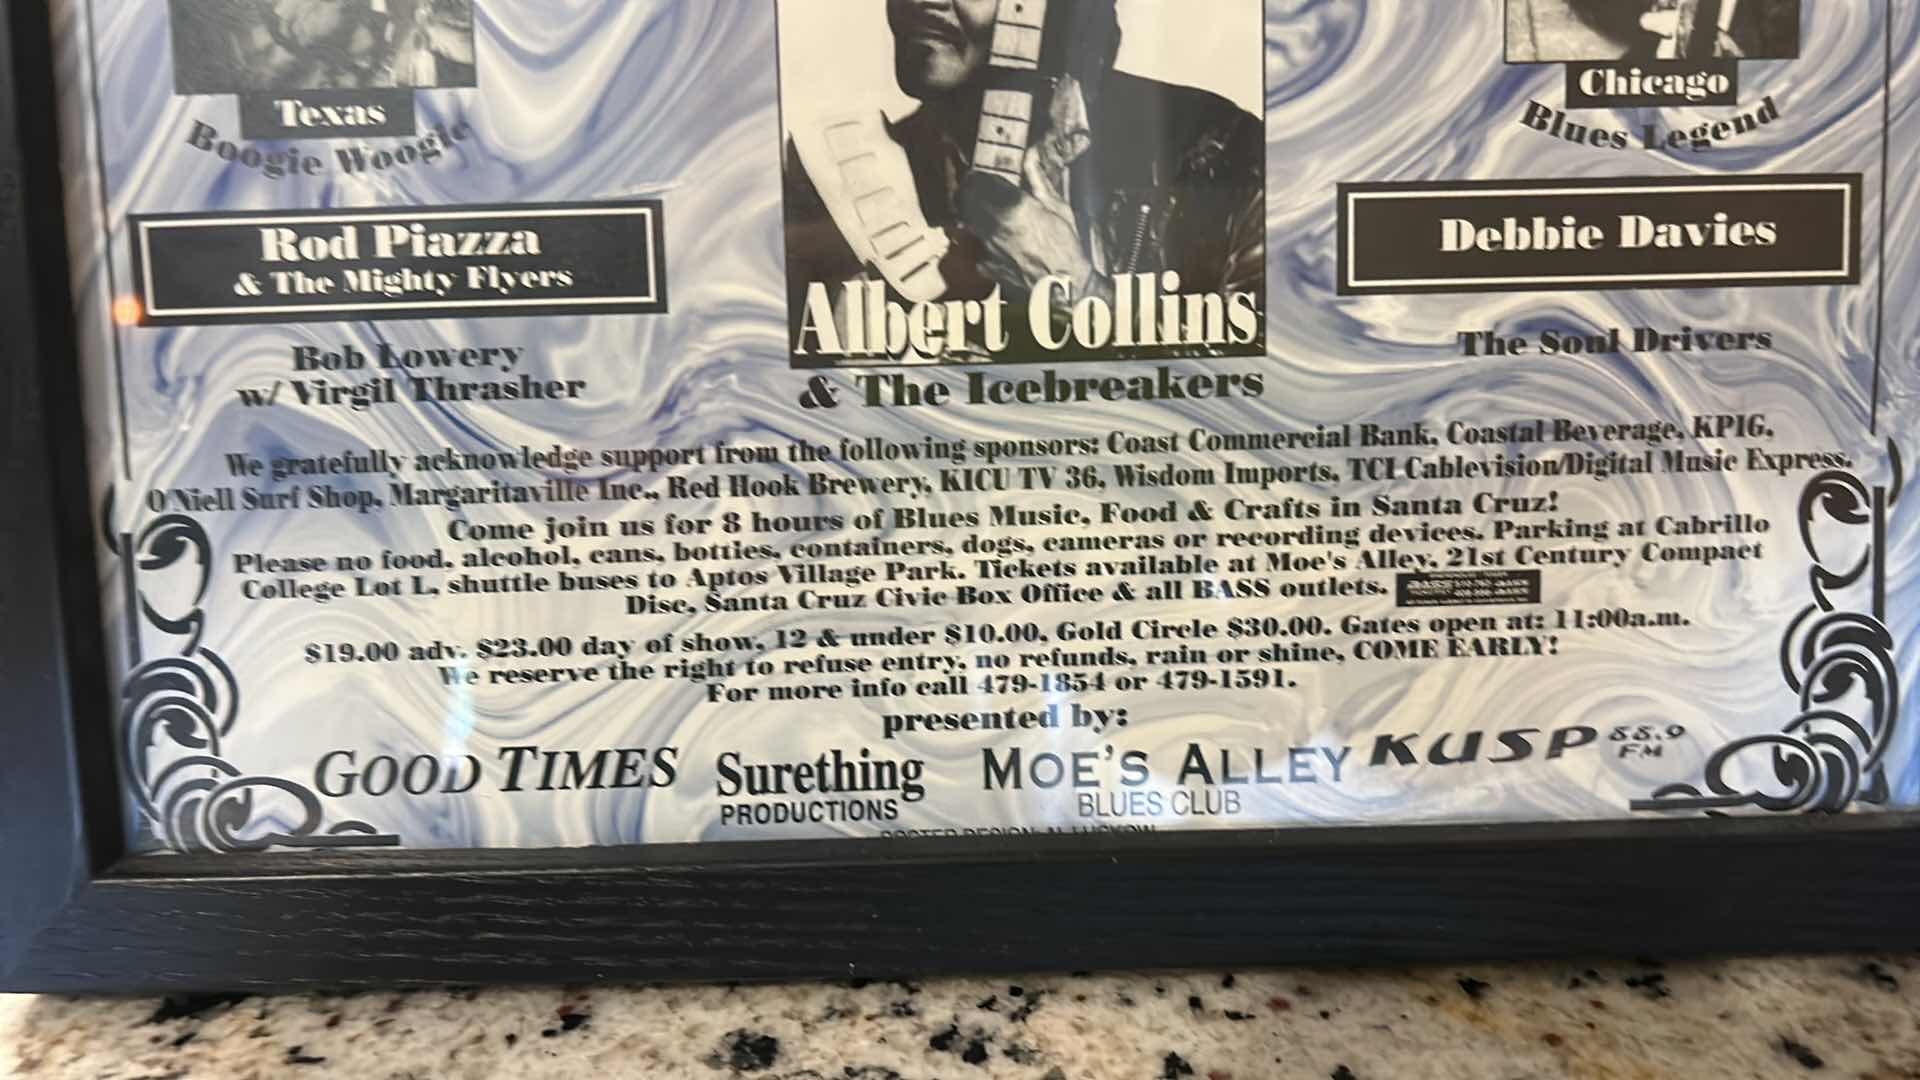 Texas
Boogie Woogie
Chicago
Blues Legend
Rod Piazza
& The Mighty Flyers
Debbie Davies
Albert Collins
& The Icebreakers
Bob Lowery
w/ Virgil Thrasher
The Soul Drivers
We gratefully acknowledge support from the following sponsors: Coast Commercial Bank, Coastal Beverage, KPIG,
O'Niell Surf Shop, Margaritaville Inc., Red Hook Brewery, KICU TV 36, Wisdom Imports, TCI Cablevision/Digital Music Express.
Come join us for 8 hours of Blues Music, Food & Crafts in Santa Cruz!
Please no food, alcohol, cans, bottles, containers, dogs, cameras or recording devices. Parking at Cabrillo
College Lot L, shuttle buses to Aptos Village Park. Tickets available at Moe's Alley, 21st Century Compact
Disc, Santa Cruz Civic Box Office & all BASS outlets.
$19.00 adv. $23.00 day of show, 12 & under $10.00, Gold Circle $30.00. Gates open at: 11:00a.m.
We reserve the right to refuse entry, no refunds, rain or shine, COME EARLY!
For more info call 479-1854 or 479-1591.
presented by:
GOOD TIMES
Surething
PRODUCTIONS
MOE'S ALLEY
BLUES CLUB
KUSP 88.9
FM
POSTER DESIGN: AL LUCKOW